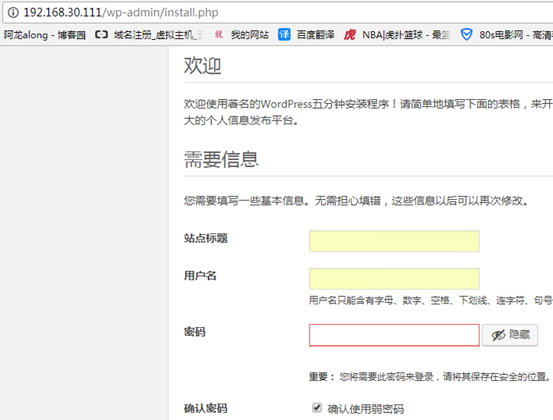 192.168.30.111/wp-admin/install.php
阿龙along - 博客园 域名注册_虚拟主机_云 我的网站 译 百度翻译 NBA|虎扑篮球 - 最篮 80s电影网 - 高清
欢迎
欢迎使用著名的WordPress五分钟安装程序！请简单地填写下面的表格，来开
大的个人信息发布平台。
需要信息
您需要填写一些基本信息。无需担心填错，这些信息以后可以再次修改。
站点标题
用户名
用户名只能含有字母、数字、空格、下划线、连字符、句号
密码
隐藏
重要： 您将需要此密码来登录，请将其保存在安全的位置。
确认密码 确认使用弱密码